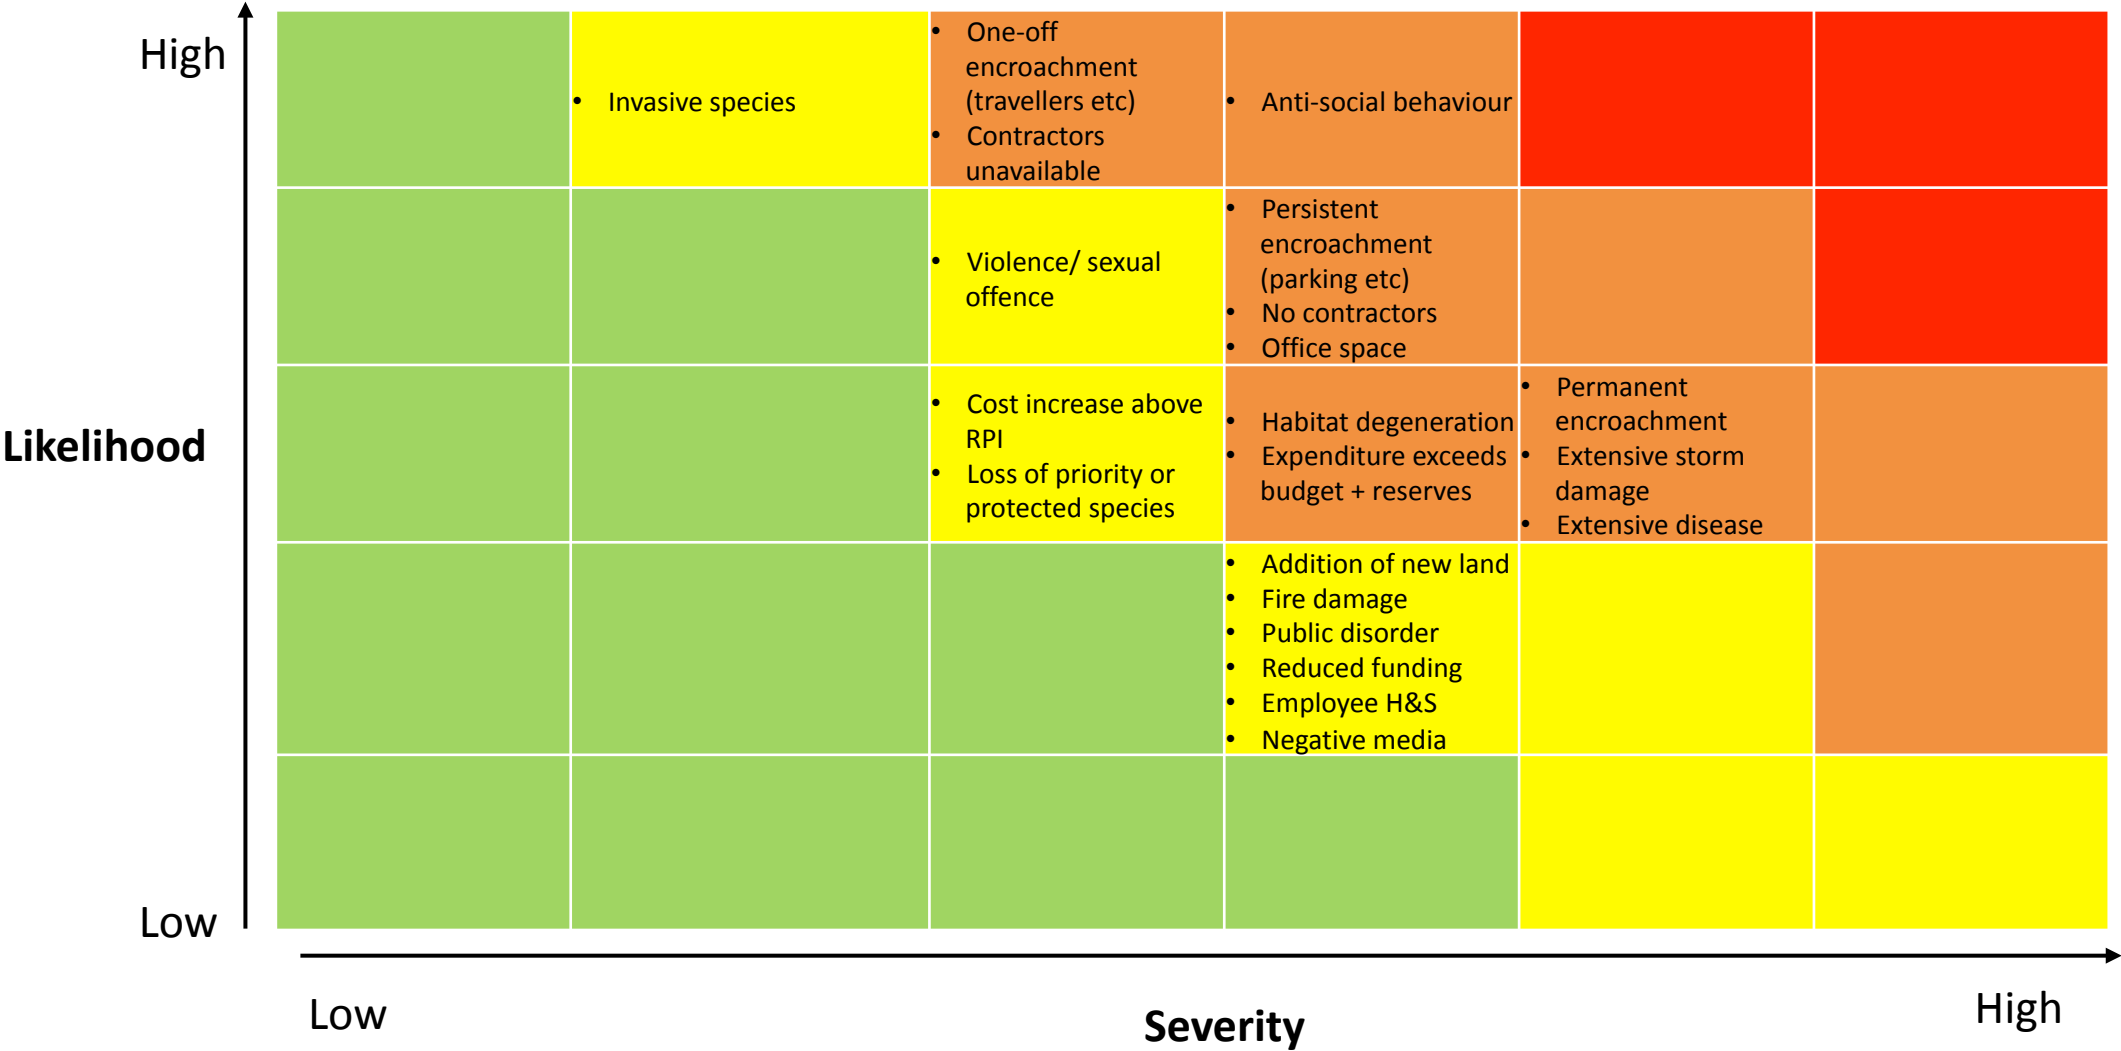 High
• Invasive species
• One-off
encroachment
(travellers etc)
• Contractors
unavailable
• Anti-social behaviour
• Violence/ sexual
offence
• Persistent
encroachment
(parking etc)
• No contractors
• Office space
Likelihood
• Cost increase above
RPI
• Loss of priority or
protected species
• Habitat degeneration
• Expenditure exceeds
budget + reserves
• Permanent
encroachment
• Extensive storm
damage
• Extensive disease
• Addition of new land
• Fire damage
• Public disorder
• Reduced funding
• Employee H&S
• Negative media
Low
Low
Severity
High